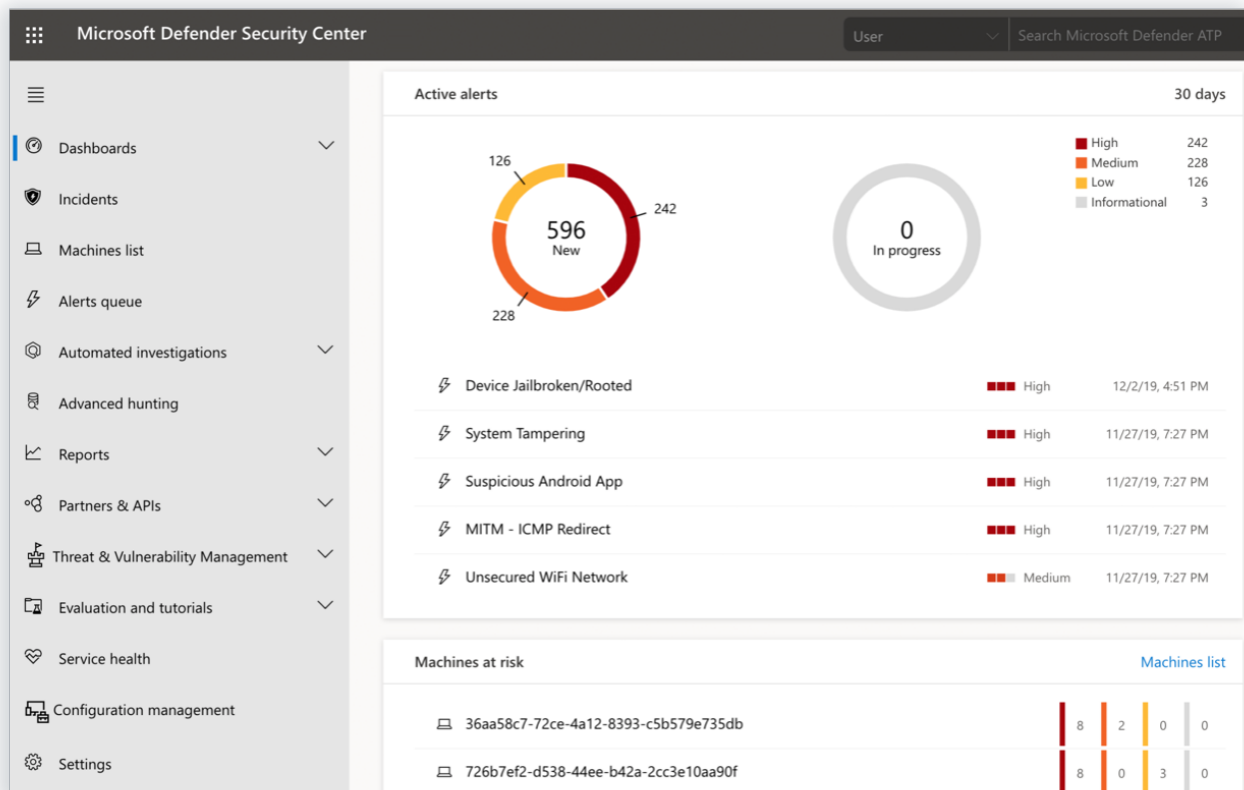 Microsoft Defender Security Center
User
Search Microsoft Defender ATP
Dashboards
Incidents
Machines list
Alerts queue
Automated investigations
Advanced hunting
Reports
Partners & APIs
Threat & Vulnerability Management
Evaluation and tutorials
Service health
Configuration management
Settings
Active alerts
30 days
126
242
228
596
New
0
In progress
High 242
Medium 228
Low 126
Informational 3
Device Jailbroken/Rooted High 12/2/19, 4:51 PM
System Tampering High 11/27/19, 7:27 PM
Suspicious Android App High 11/27/19, 7:27 PM
MITM - ICMP Redirect High 11/27/19, 7:27 PM
Unsecured WiFi Network Medium 11/27/19, 7:27 PM
Machines at risk
Machines list
36aa58c7-72ce-4a12-8393-c5b579e735db 8 2 0 0
726b7ef2-d538-44ee-b42a-2cc3e10aa90f 8 0 3 0